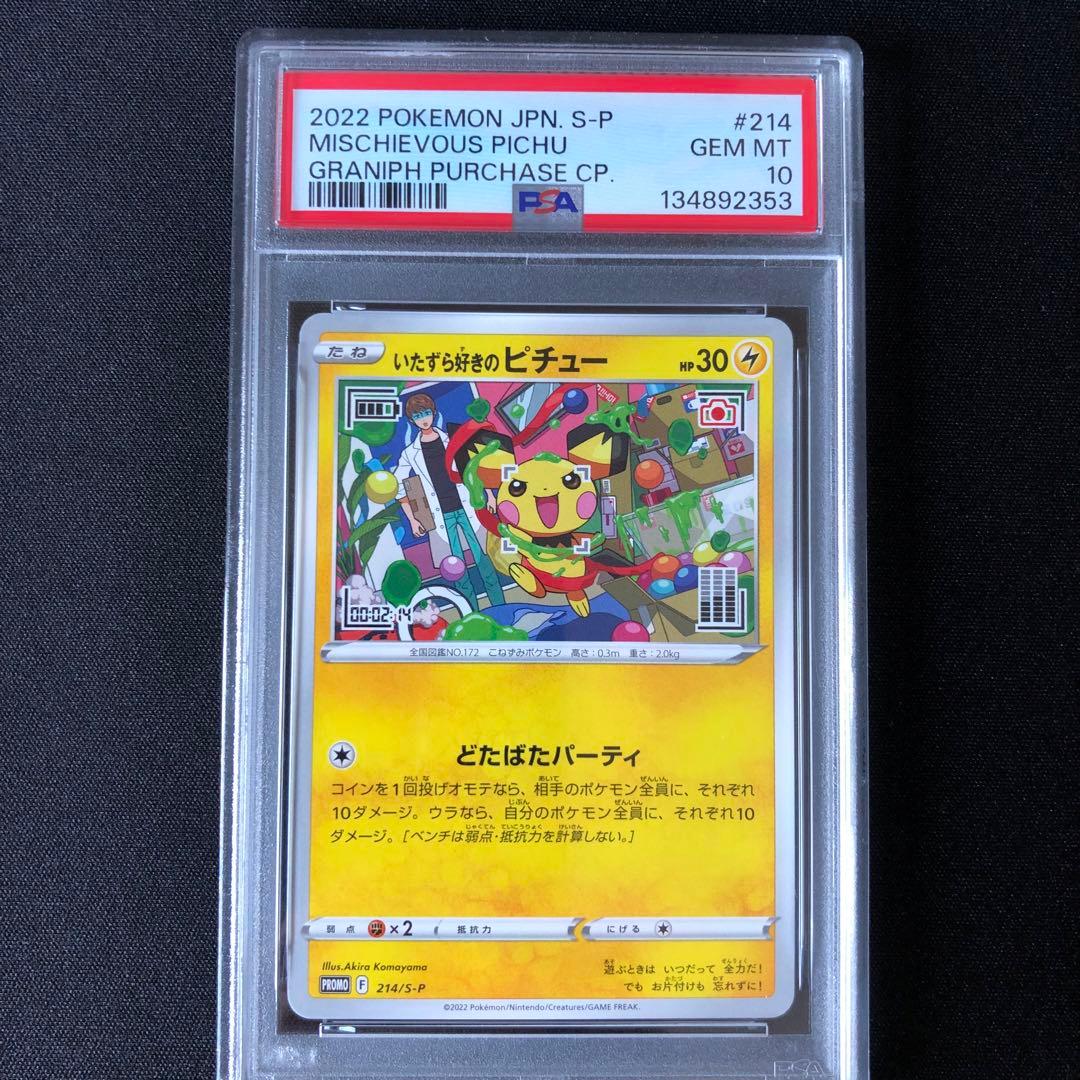 2022 POKEMON JPN. S-P #214
MISCHIEVOUS PICHU GEM MT
GRANIPH PURCHASE CP. 10
PSA 134892353
たね いたずら好きのピチュー HP30
00:02:14
全国図鑑NO.172 こねずみポケモン 高さ:0.3m 重さ:2.0kg
どたばたパーティ
コインを1回投げオモテなら、相手のポケモン全員に、それぞれ
10ダメージ。ウラなら、自分のポケモン全員に、それぞれ10
ダメージ。[ベンチは弱点・抵抗力を計算しない。]
弱点 ×2 抵抗力 にげる
Illus.Akira Komayama
遊ぶときは いつだって 全力だ!
PROMO F 214/S-P
でも お片付けも 忘れずに!
©2022 Pokémon/Nintendo/Creatures/GAME FREAK.
PSA